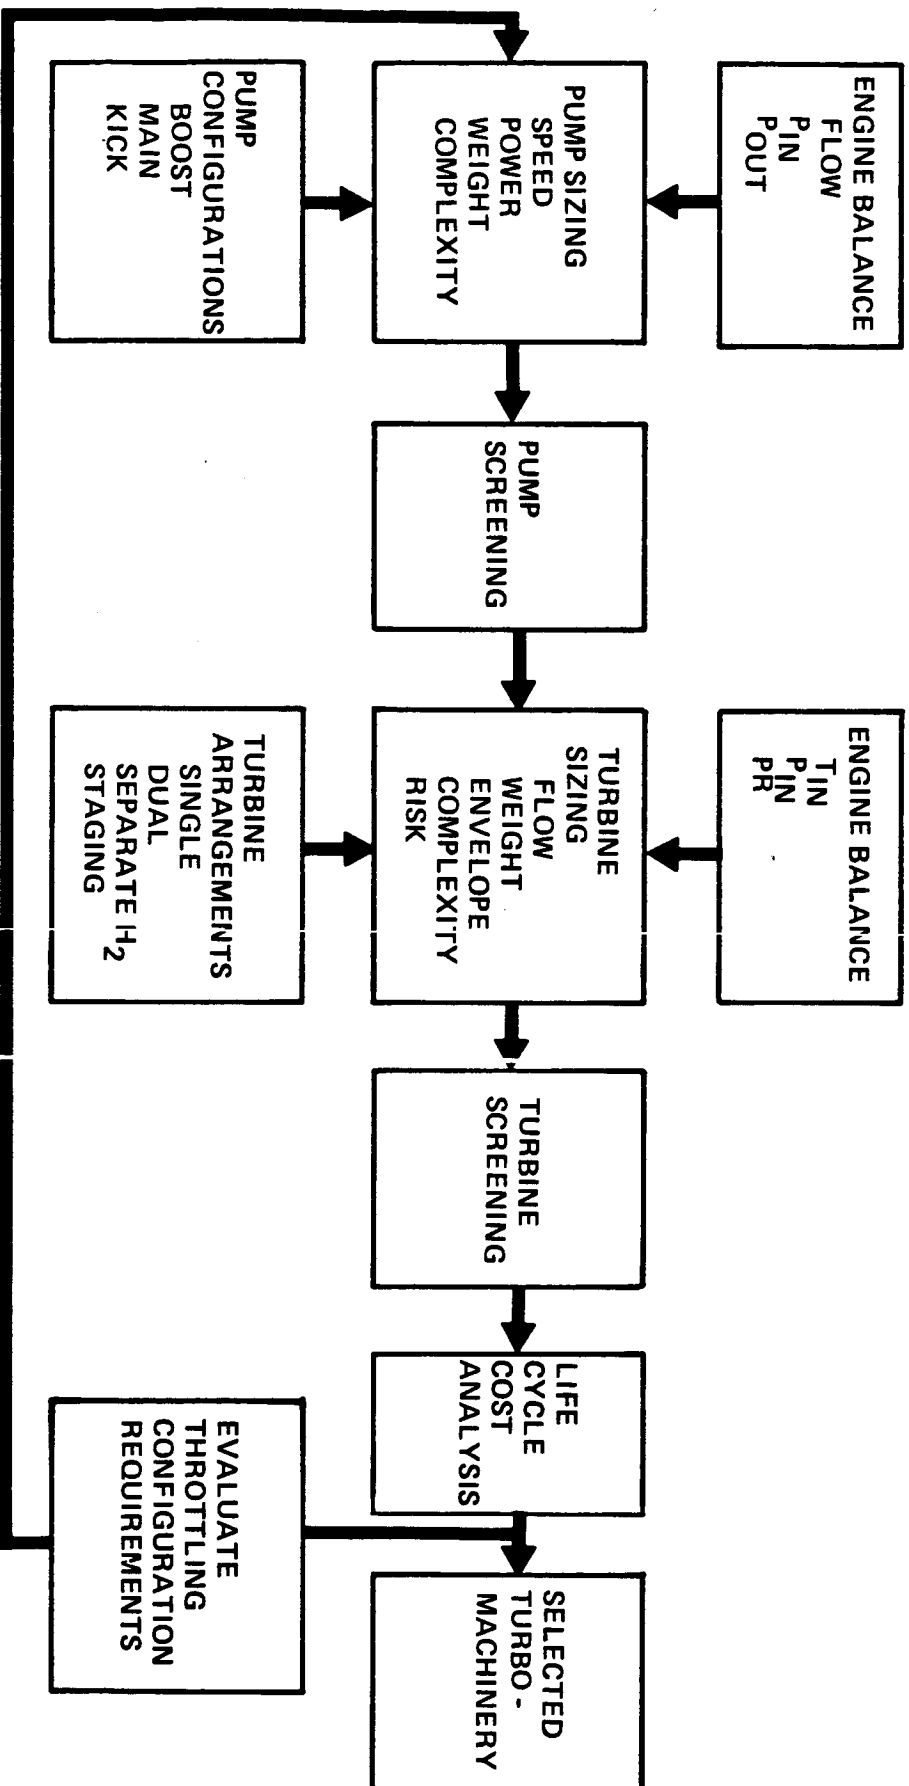 ENGINE BALANCE
FLOW
PIN
POUT
PUMP SIZING
SPEED
POWER
WEIGHT
COMPLEXITY
PUMP
CONFIGURATIONS
BOOST
MAIN
KICK
PUMP
SCREENING
ENGINE BALANCE
TIN
PIN
PR
TURBINE
SIZING
FLOW
WEIGHT
ENVELOPE
COMPLEXITY
RISK
TURBINE
ARRANGEMENTS
SINGLE
DUAL
SEPARATE H2
STAGING
TURBINE
SCREENING
LIFE
CYCLE
COST
ANALYSIS
EVALUATE
THROTTLING
CONFIGURATION
REQUIREMENTS
SELECTED
TURBO -
MACHINERY